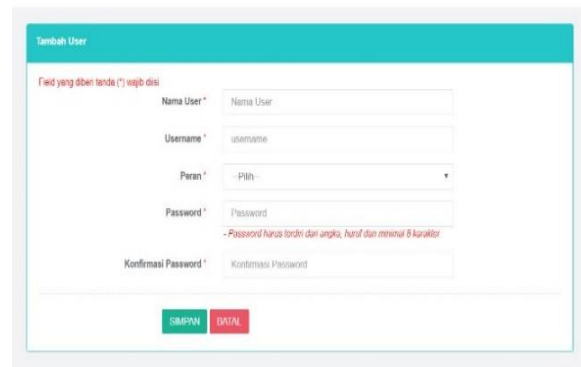 Tambah User
Field yang diberi tanda (*) wajib diisi
Nama User *
Nama User
Username *
username
Peran *
--Pilih--
Password *
Password
- Password harus terdiri dari angka, huruf dan minimal 8 karakter
Konfirmasi Password *
Konfirmasi Password
SIMPAN BATAL